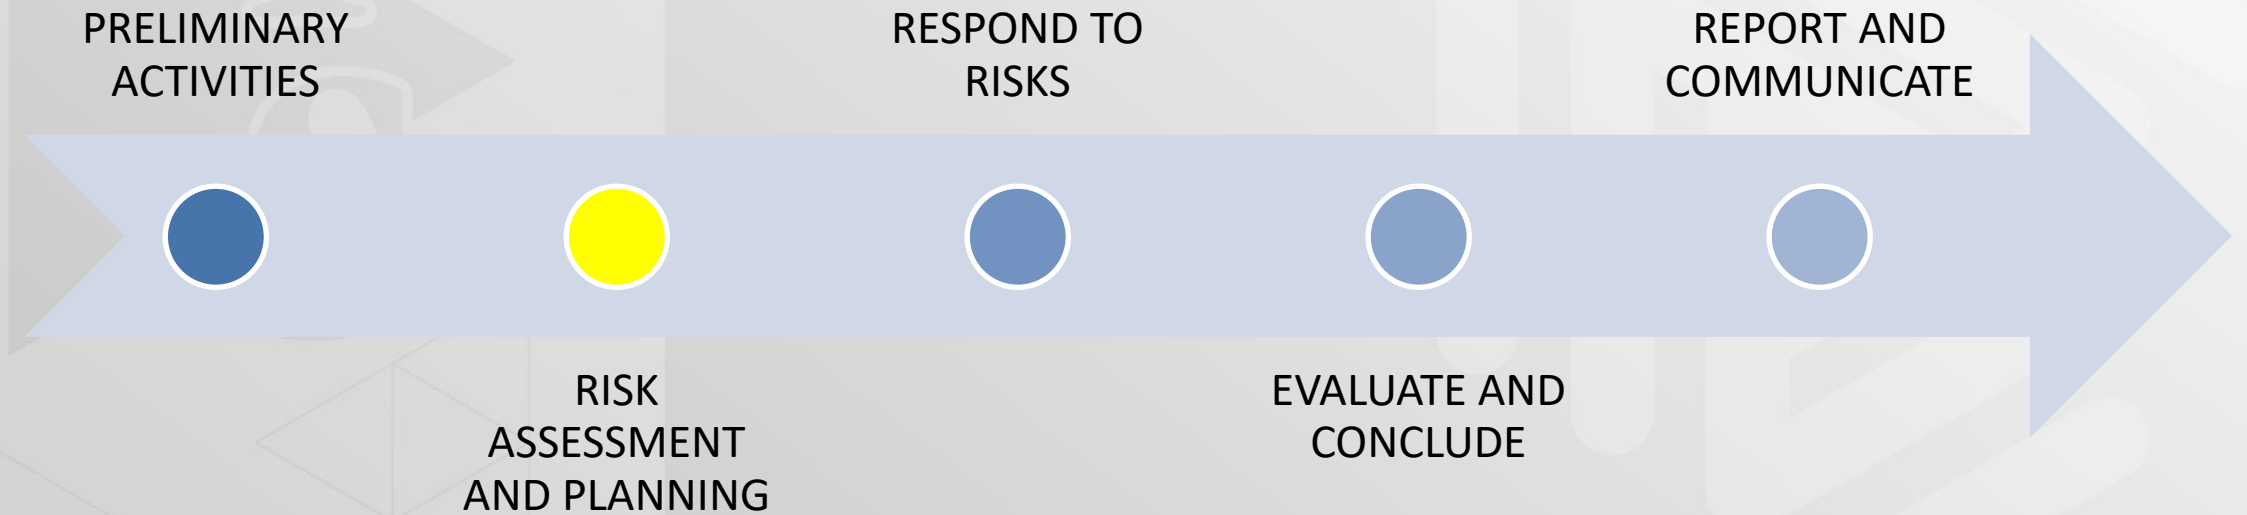 PRELIMINARY
ACTIVITIES
RISK
ASSESSMENT
AND PLANNING
RESPOND TO
RISKS
EVALUATE AND
CONCLUDE
REPORT AND
COMMUNICATE